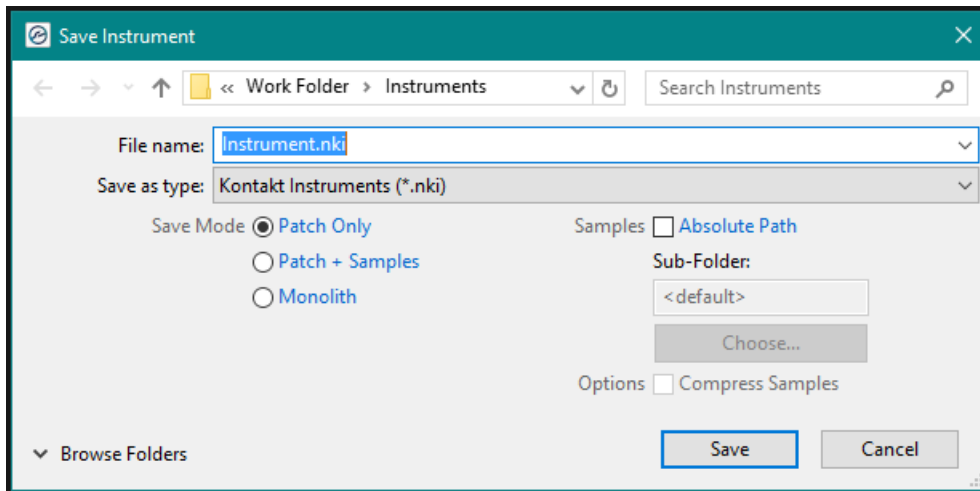 Save Instrument
« Work Folder > Instruments
Search Instruments
File name: Instrument.nki
Save as type: Kontakt Instruments (*.nki)
Save Mode Patch Only Samples Absolute Path
Patch + Samples Sub-Folder:
Monolith <default>
Choose...
Options Compress Samples
Browse Folders Save Cancel